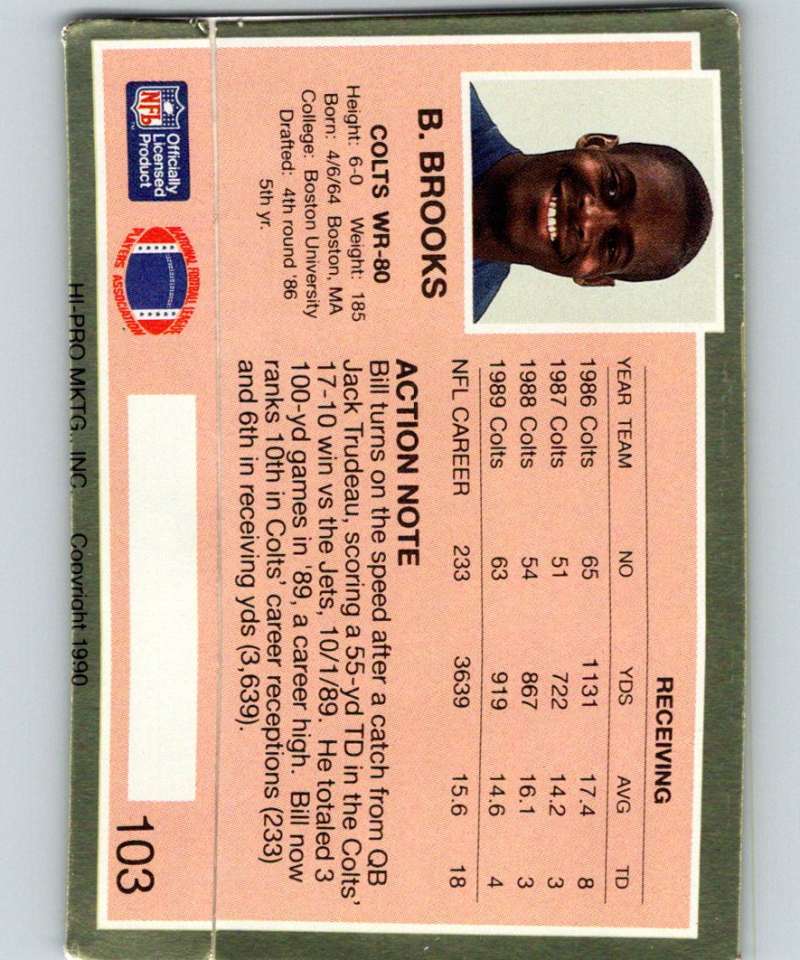 B. BROOKS
COLTS WR-80
Height: 6-0 Weight: 185
Born: 4/6/64 Boston, MA
College: Boston University
Drafted: 4th round '86
5th yr.
RECEIVING
YEAR TEAM NO YDS AVG TD
1986 Colts 65 1131 17.4 8
1987 Colts 51 722 14.2 3
1988 Colts 54 867 16.1 3
1989 Colts 63 919 14.6 4
NFL CAREER 233 3639 15.6 18
ACTION NOTE
Bill turns on the speed after a catch from QB
Jack Trudeau, scoring a 55-yd TD in the Colts'
17-10 win vs the Jets, 10/1/89. He totaled 3
100-yd games in '89, a career high. Bill now
ranks 10th in Colts' career receptions (233)
and 6th in receiving yds (3,639).
NFL
Officially
Licensed
Product
NATIONAL FOOTBALL LEAGUE
PLAYERS ASSOCIATION
103
HI-PRO MKTG., INC. Copyright 1990